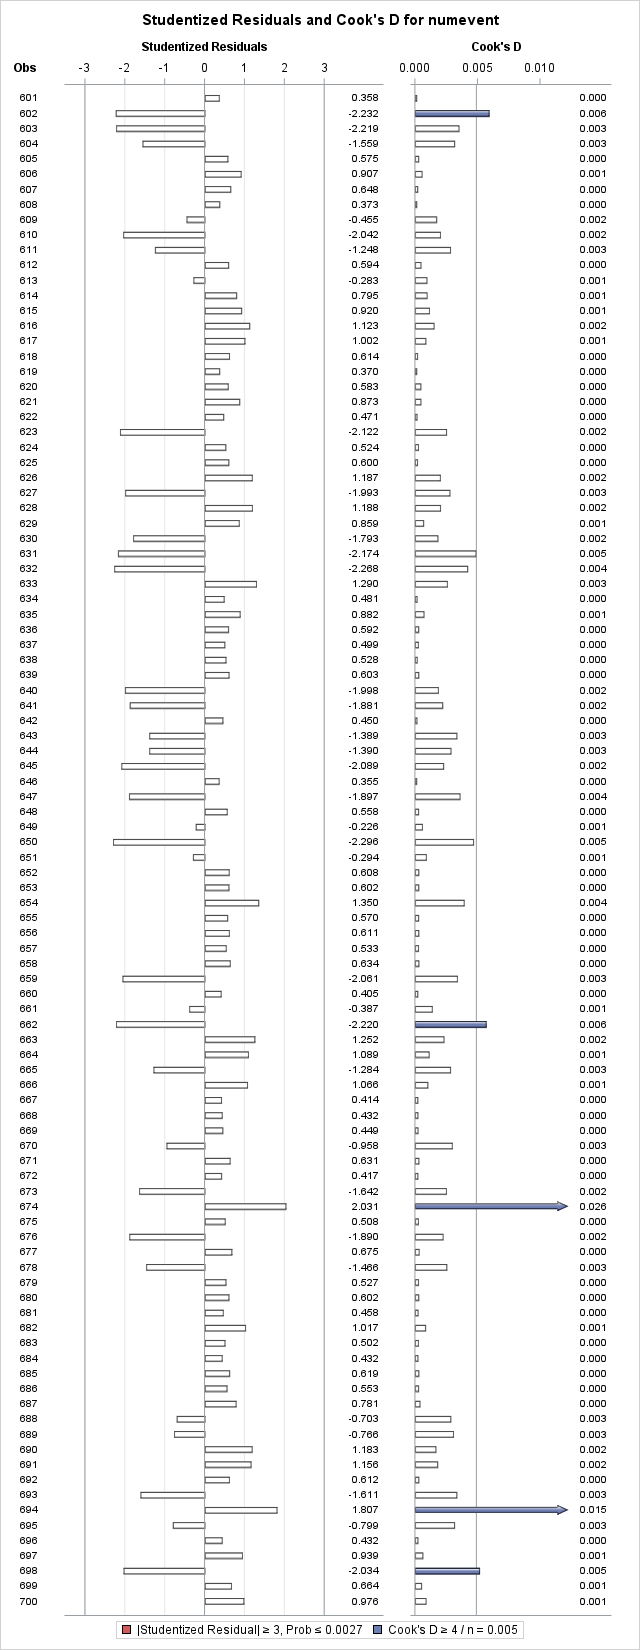 Studentized Residuals and Cook's D for numevent
Studentized Residuals Cook's D
Obs -3 -2 -1 0 1 2 3 0.000 0.005 0.010
601 0.358 0.000
602 -2.232 0.006
603 -2.219 0.003
604 -1.559 0.003
605 0.575 0.000
606 0.907 0.001
607 0.648 0.000
608 0.373 0.000
609 -0.455 0.002
610 -2.042 0.002
611 -1.248 0.003
612 0.594 0.000
613 -0.283 0.001
614 0.795 0.001
615 0.920 0.001
616 1.123 0.002
617 1.002 0.001
618 0.614 0.000
619 0.370 0.000
620 0.583 0.000
621 0.873 0.000
622 0.471 0.000
623 -2.122 0.002
624 0.524 0.000
625 0.600 0.000
626 1.187 0.002
627 -1.993 0.003
628 1.188 0.002
629 0.859 0.001
630 -1.793 0.002
631 -2.174 0.005
632 -2.268 0.004
633 1.290 0.003
634 0.481 0.000
635 0.882 0.001
636 0.592 0.000
637 0.499 0.000
638 0.528 0.000
639 0.603 0.000
640 -1.998 0.002
641 -1.881 0.002
642 0.450 0.000
643 -1.389 0.003
644 -1.390 0.003
645 -2.089 0.002
646 0.355 0.000
647 -1.897 0.004
648 0.558 0.000
649 -0.226 0.001
650 -2.296 0.005
651 -0.294 0.001
652 0.608 0.000
653 0.602 0.000
654 1.350 0.004
655 0.570 0.000
656 0.611 0.000
657 0.533 0.000
658 0.634 0.000
659 -2.061 0.003
660 0.405 0.000
661 -0.387 0.001
662 -2.220 0.006
663 1.252 0.002
664 1.089 0.001
665 -1.284 0.003
666 1.066 0.001
667 0.414 0.000
668 0.432 0.000
669 0.449 0.000
670 -0.958 0.003
671 0.631 0.000
672 0.417 0.000
673 -1.642 0.002
674 2.031 0.026
675 0.508 0.000
676 -1.890 0.002
677 0.675 0.000
678 -1.466 0.003
679 0.527 0.000
680 0.602 0.000
681 0.458 0.000
682 1.017 0.001
683 0.502 0.000
684 0.432 0.000
685 0.619 0.000
686 0.553 0.000
687 0.781 0.000
688 -0.703 0.003
689 -0.766 0.003
690 1.183 0.002
691 1.156 0.002
692 0.612 0.000
693 -1.611 0.003
694 1.807 0.015
695 -0.799 0.003
696 0.432 0.000
697 0.939 0.001
698 -2.034 0.005
699 0.664 0.001
700 0.976 0.001
|Studentized Residual| ≥ 3, Prob ≤ 0.0027 Cook's D ≥ 4 / n = 0.005